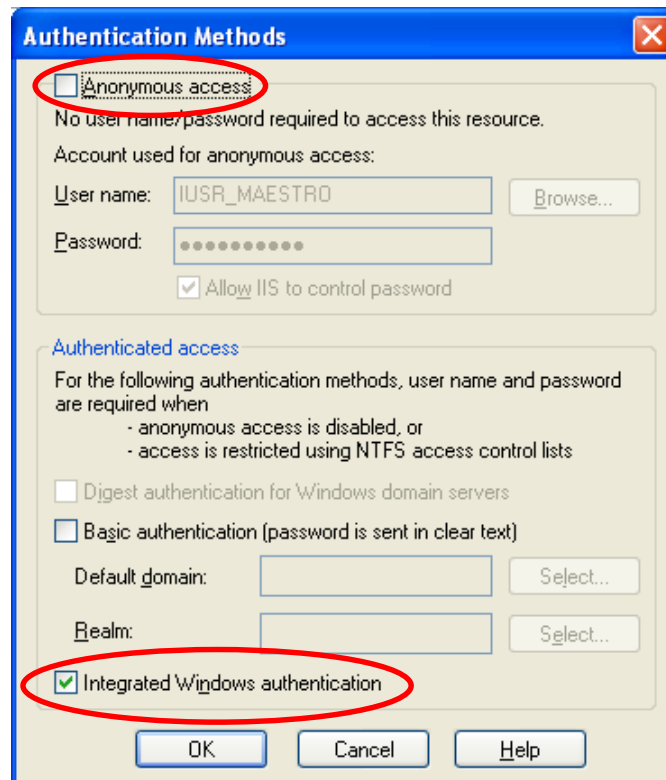 Authentication Methods
Anonymous access
No user name/password required to access this resource.
Account used for anonymous access:
User name: IUSR_MAESTRO Browse...
Password: ●●●●●●●●●●
Allow IIS to control password
Authenticated access
For the following authentication methods, user name and password
are required when
- anonymous access is disabled, or
- access is restricted using NTFS access control lists
Digest authentication for Windows domain servers
Basic authentication (password is sent in clear text)
Default domain: Select...
Realm: Select...
Integrated Windows authentication
OK Cancel Help